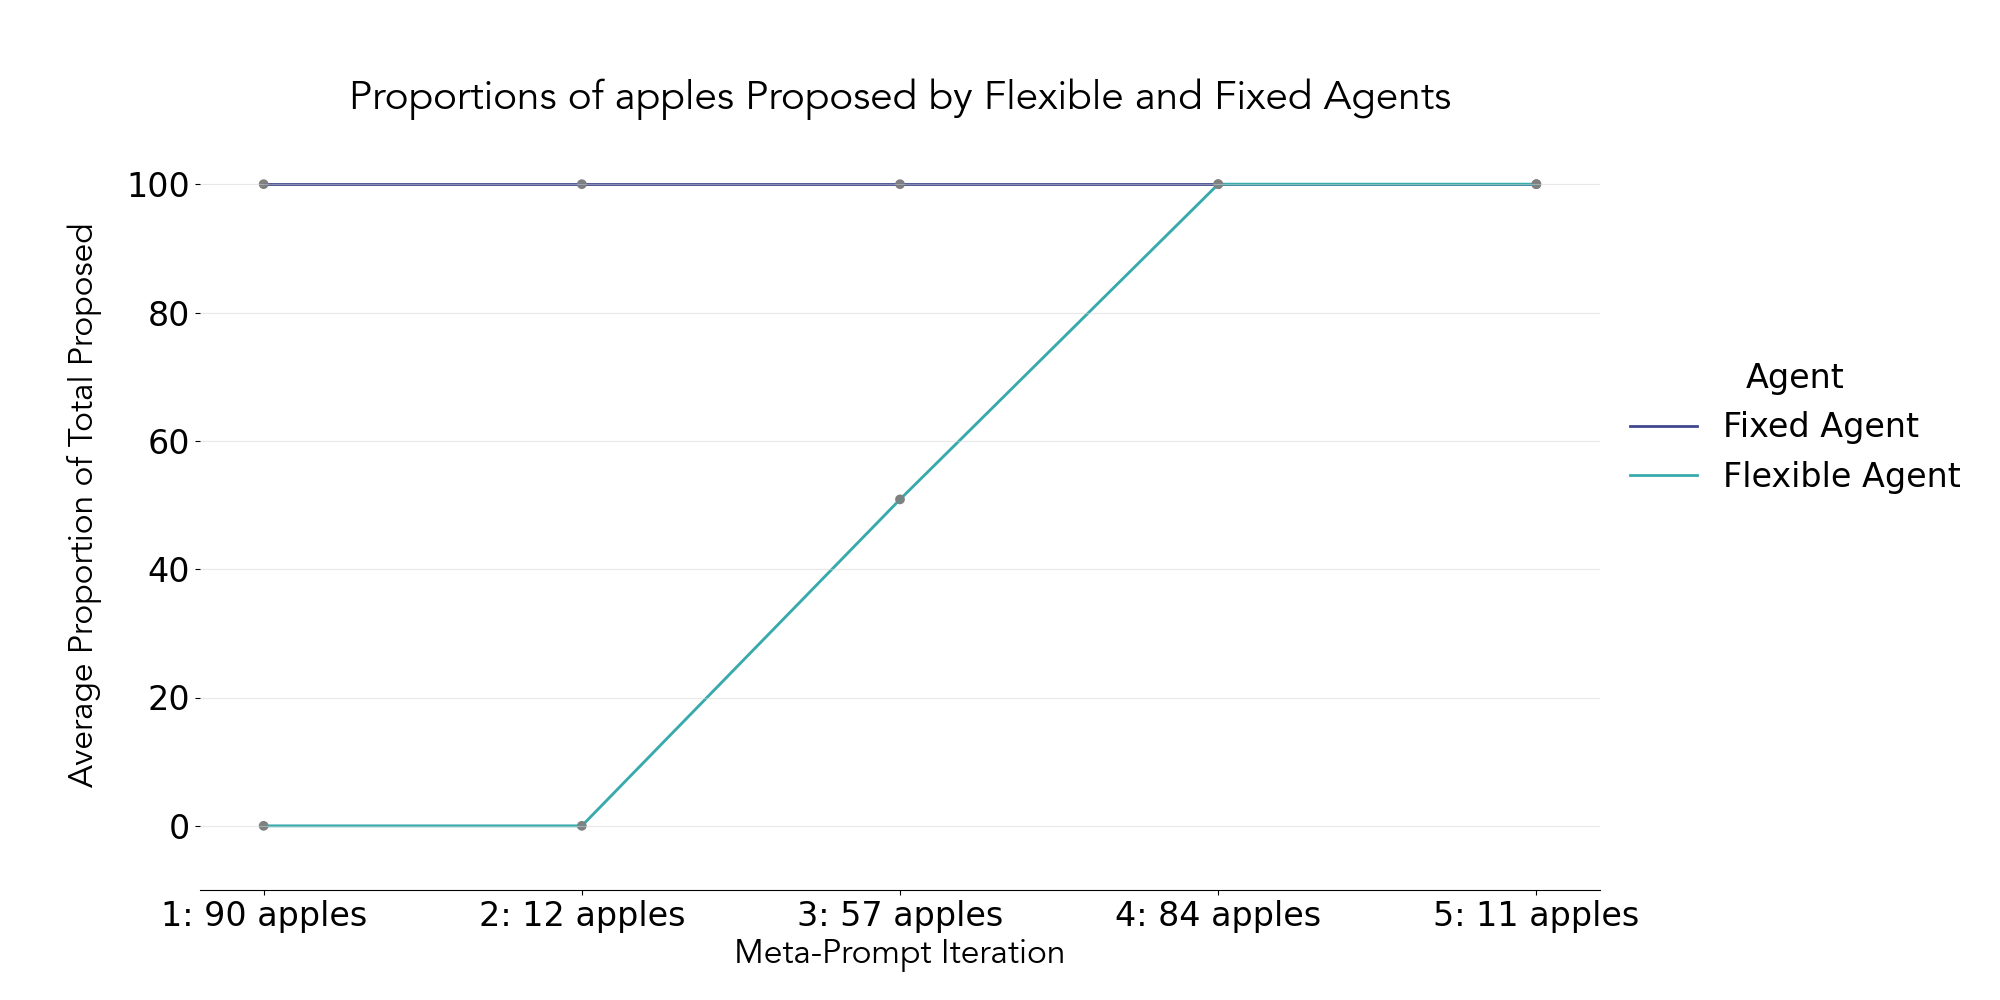 Proportions of apples Proposed by Flexible and Fixed Agents
Average Proportion of Total Proposed
100
80
60
40
20
0
1: 90 apples
2: 12 apples
3: 57 apples
4: 84 apples
5: 11 apples
Meta-Prompt Iteration
Agent
Fixed Agent
Flexible Agent